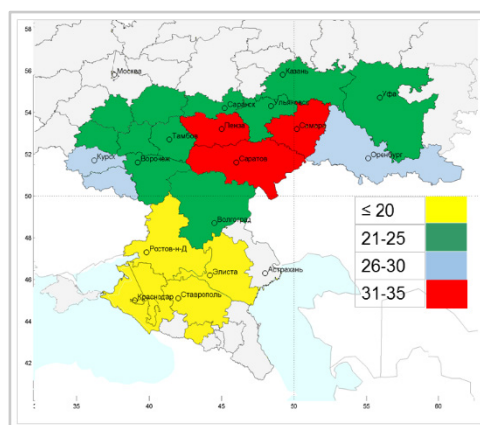 58
56
54
52
50
48
46
44
42
Москва
Казань
Уфа
Саранск
Ульяновск
Пенза
Тамбов
Курск
Воронеж
Саратов
Оренбург
Волгоград
≤ 20
21-25
26-30
31-35
Ростов-н-Д
Элиста
Астрахань
Краснодар
Ставрополь
35
40
45
50
55
60